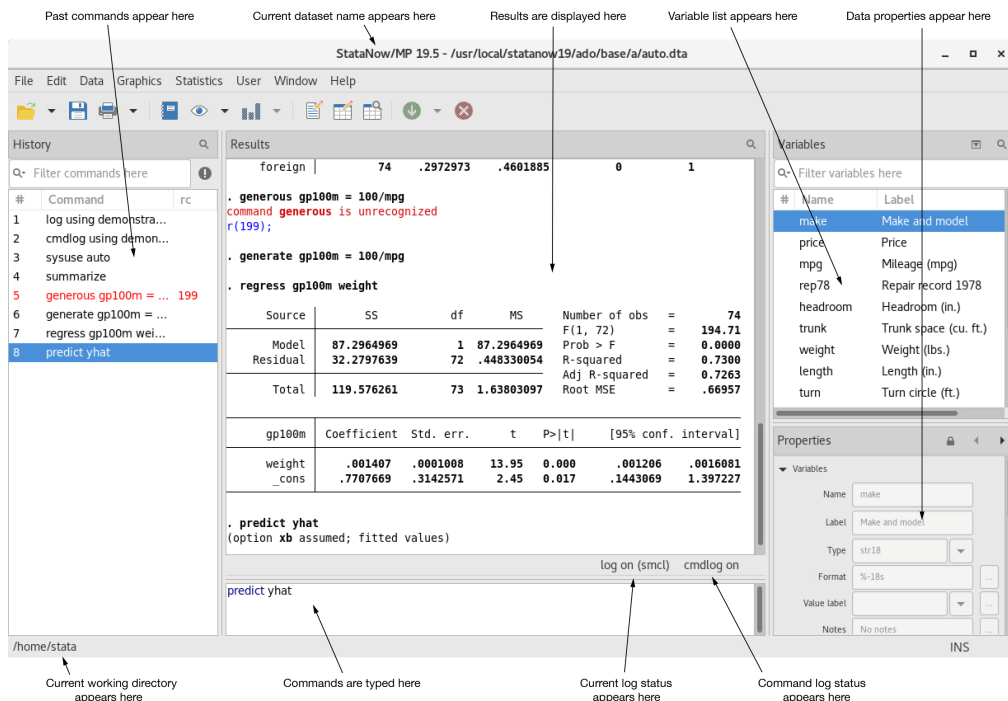 Past commands appear here
Current dataset name appears here
Results are displayed here
Variable list appears here
Data properties appear here
StataNow/MP 19.5 - /usr/local/statanow19/ado/base/a/auto.dta
File Edit Data Graphics Statistics User Window Help
History
Filter commands here
# Command rc
1 log using demonstra...
2 cmdlog using demon...
3 sysuse auto
4 summarize
5 generous gp100m = ... 199
6 generate gp100m = ...
7 regress gp100m wei...
8 predict yhat
Results
foreign 74 .2972973 .4601885 0 1
. generous gp100m = 100/mpg
command generous is unrecognized
r(199);
. generate gp100m = 100/mpg
. regress gp100m weight
Source SS df MS Number of obs = 74
F(1, 72) = 194.71
Model 87.2964969 1 87.2964969 Prob > F = 0.0000
Residual 32.2797639 72 .448330054 R-squared = 0.7300
Adj R-squared = 0.7263
Total 119.576261 73 1.63803097 Root MSE = .66957
gp100m Coefficient Std. err. t P>|t| [95% conf. interval]
weight .001407 .0001008 13.95 0.000 .001206 .0016081
_cons .7707669 .3142571 2.45 0.017 .1443069 1.397227
. predict yhat
(option xb assumed; fitted values)
log on (smcl) cmdlog on
predict yhat
Variables
Filter variables here
# Name Label
make Make and model
price Price
mpg Mileage (mpg)
rep78 Repair record 1978
headroom Headroom (in.)
trunk Trunk space (cu. ft.)
weight Weight (lbs.)
length Length (in.)
turn Turn circle (ft.)
Properties
Variables
Name make
Label Make and model
Type str18
Format %-18s
...
Value label
...
Notes No notes
...
/home/stata
INS
Current working directory
appears here
Commands are typed here
Current log status
appears here
Command log status
appears here